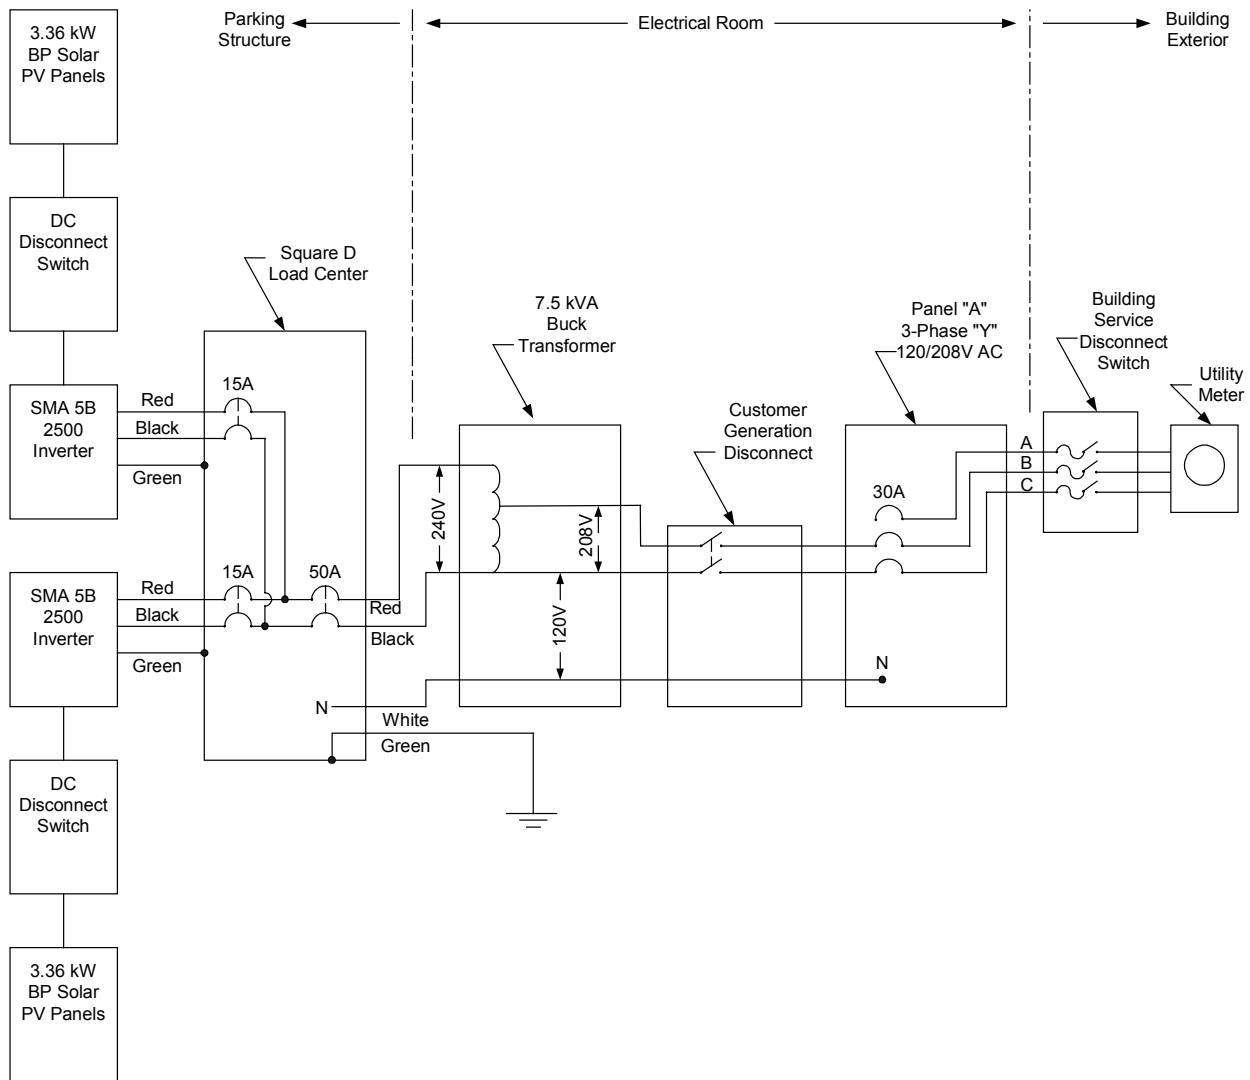 Parking
Structure
Electrical Room
Building
Exterior
3.36 kW
BP Solar
PV Panels
DC
Disconnect
Switch
Square D
Load Center
7.5 kVA
Buck
Transformer
Panel "A"
3-Phase "Y"
120/208V AC
Building
Service
Disconnect
Switch
Utility
Meter
Customer
Generation
Disconnect
SMA 5B
2500
Inverter
Red
Black
Green
15A
240V
208V
120V
30A
A
B
C
N
SMA 5B
2500
Inverter
Red
Black
Green
15A
50A
Red
Black
N
White
Green
DC
Disconnect
Switch
3.36 kW
BP Solar
PV Panels